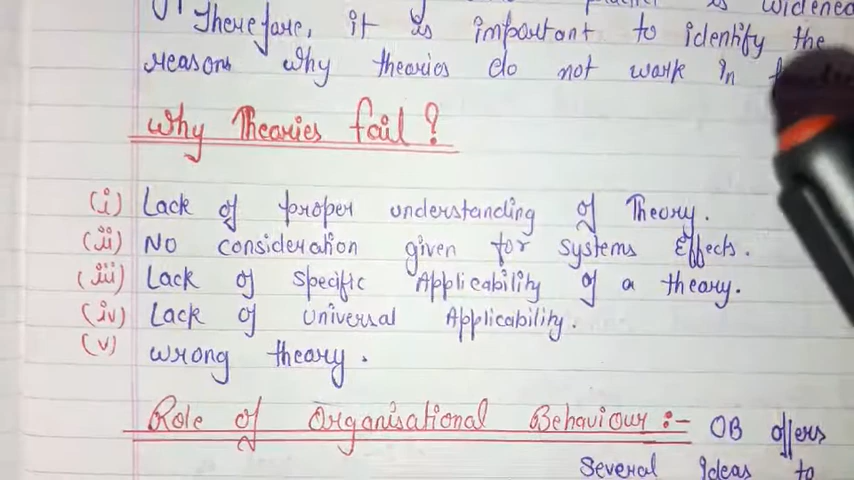 is widened
Therefore, it is important to identify the
reasons why theories do not work in
Why Theories fail ?
(i) Lack of proper understanding of Theory.
(ii) No consideration given for systems Effects.
(iii) Lack of specific Applicability of a theory.
(iv) Lack of universal Applicability.
(v) wrong theory.
Role of Organisational Behaviour :- OB offers
Several ideas to